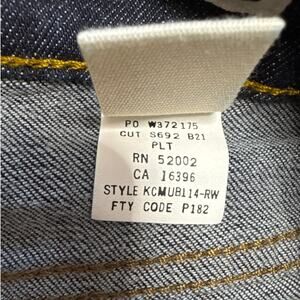 PO W372175
CUT S692 B21
PLT
RN 52002
CA 16396
STYLE KCMUB114-RW
FTY CODE P182